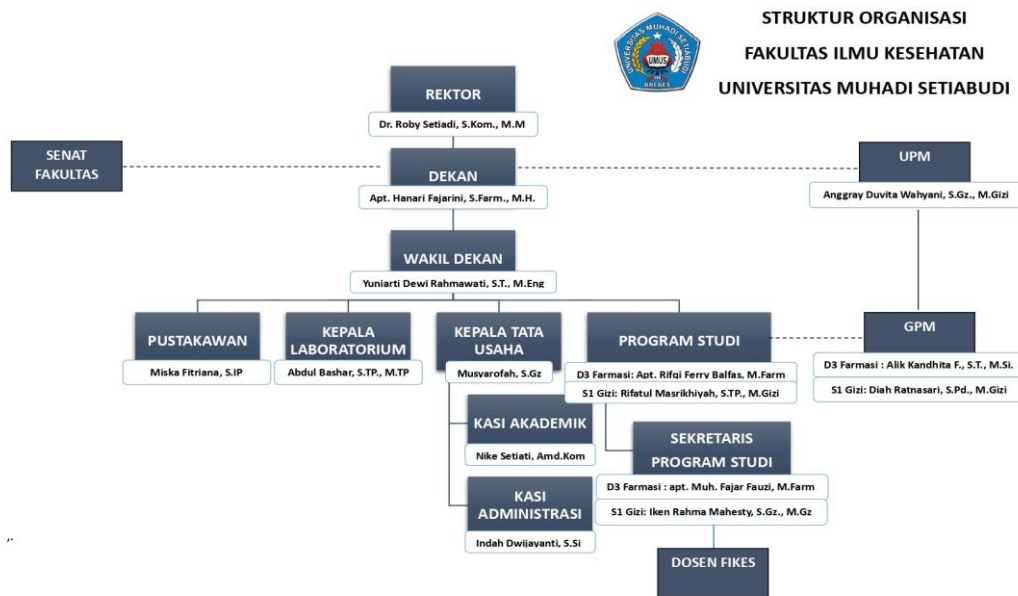 STRUKTUR ORGANISASI
FAKULTAS ILMU KESEHATAN
UNIVERSITAS MUHADI SETIABUDI
UNIVERSITAS MUHADI SETIABUDI
UMUS
BREBES
REKTOR
Dr. Roby Setiadi, S.Kom., M.M
SENAT
FAKULTAS
DEKAN
Apt. Hanari Fajarini, S.Farm., M.H.
UPM
Anggray Duvita Wahyani, S.Gz., M.Gizi
WAKIL DEKAN
Yuniarti Dewi Rahmawati, S.T., M.Eng
PUSTAKAWAN
Miska Fitriana, S.IP
KEPALA
LABORATORIUM
Abdul Bashar, S.TP., M.TP
KEPALA TATA
USAHA
Musyarofah, S.Gz
PROGRAM STUDI
D3 Farmasi: Apt. Rifqi Ferry Balfas, M.Farm
S1 Gizi: Rifatul Masrikhiyah, S.TP., M.Gizi
GPM
D3 Farmasi : Alik Kandhita F., S.T., M.Si.
S1 Gizi: Diah Ratnasari, S.Pd., M.Gizi
KASI AKADEMIK
Nike Setiati, Amd.Kom
SEKRETARIS
PROGRAM STUDI
D3 Farmasi : apt. Muh. Fajar Fauzi, M.Farm
S1 Gizi: Iken Rahma Mahesty, S.Gz., M.Gz
KASI
ADMINISTRASI
Indah Dwijayanti, S.Si
,.
DOSEN FIKES